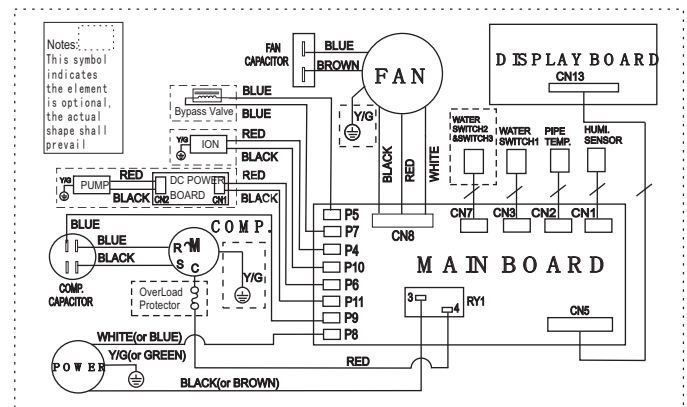 Notes:
This symbol
indicates
the element
is optional,
the actual
shape shall
prevail
FAN
CAPACITOR
BLUE
BROWN
FAN
Y/G
BLACK
RED
WHITE
DISPLAY BOARD
CN13
BLUE
Bypass Valve
BLUE
RED
Y/G
ION
BLACK
Y/G
PUMP
RED
BLACK
CN2
DC POWER
BOARD
CN1
RED
BLACK
WATER
SWITCH2
&SWITCH3
WATER
SWITCH1
PIPE
TEMP.
HUMI.
SENSOR
CN7
CN3
CN2
CN1
P5
P7
P4
P10
P6
P11
P9
P8
CN8
MAIN BOARD
3
4
RY1
CN5
BLUE
BLUE
BLACK
COMP.
CAPACITOR
COMP.
R
M
S
C
Y/G
OverLoad
Protector
WHITE(or BLUE)
Y/G(or GREEN)
POWER
RED
BLACK(or BROWN)